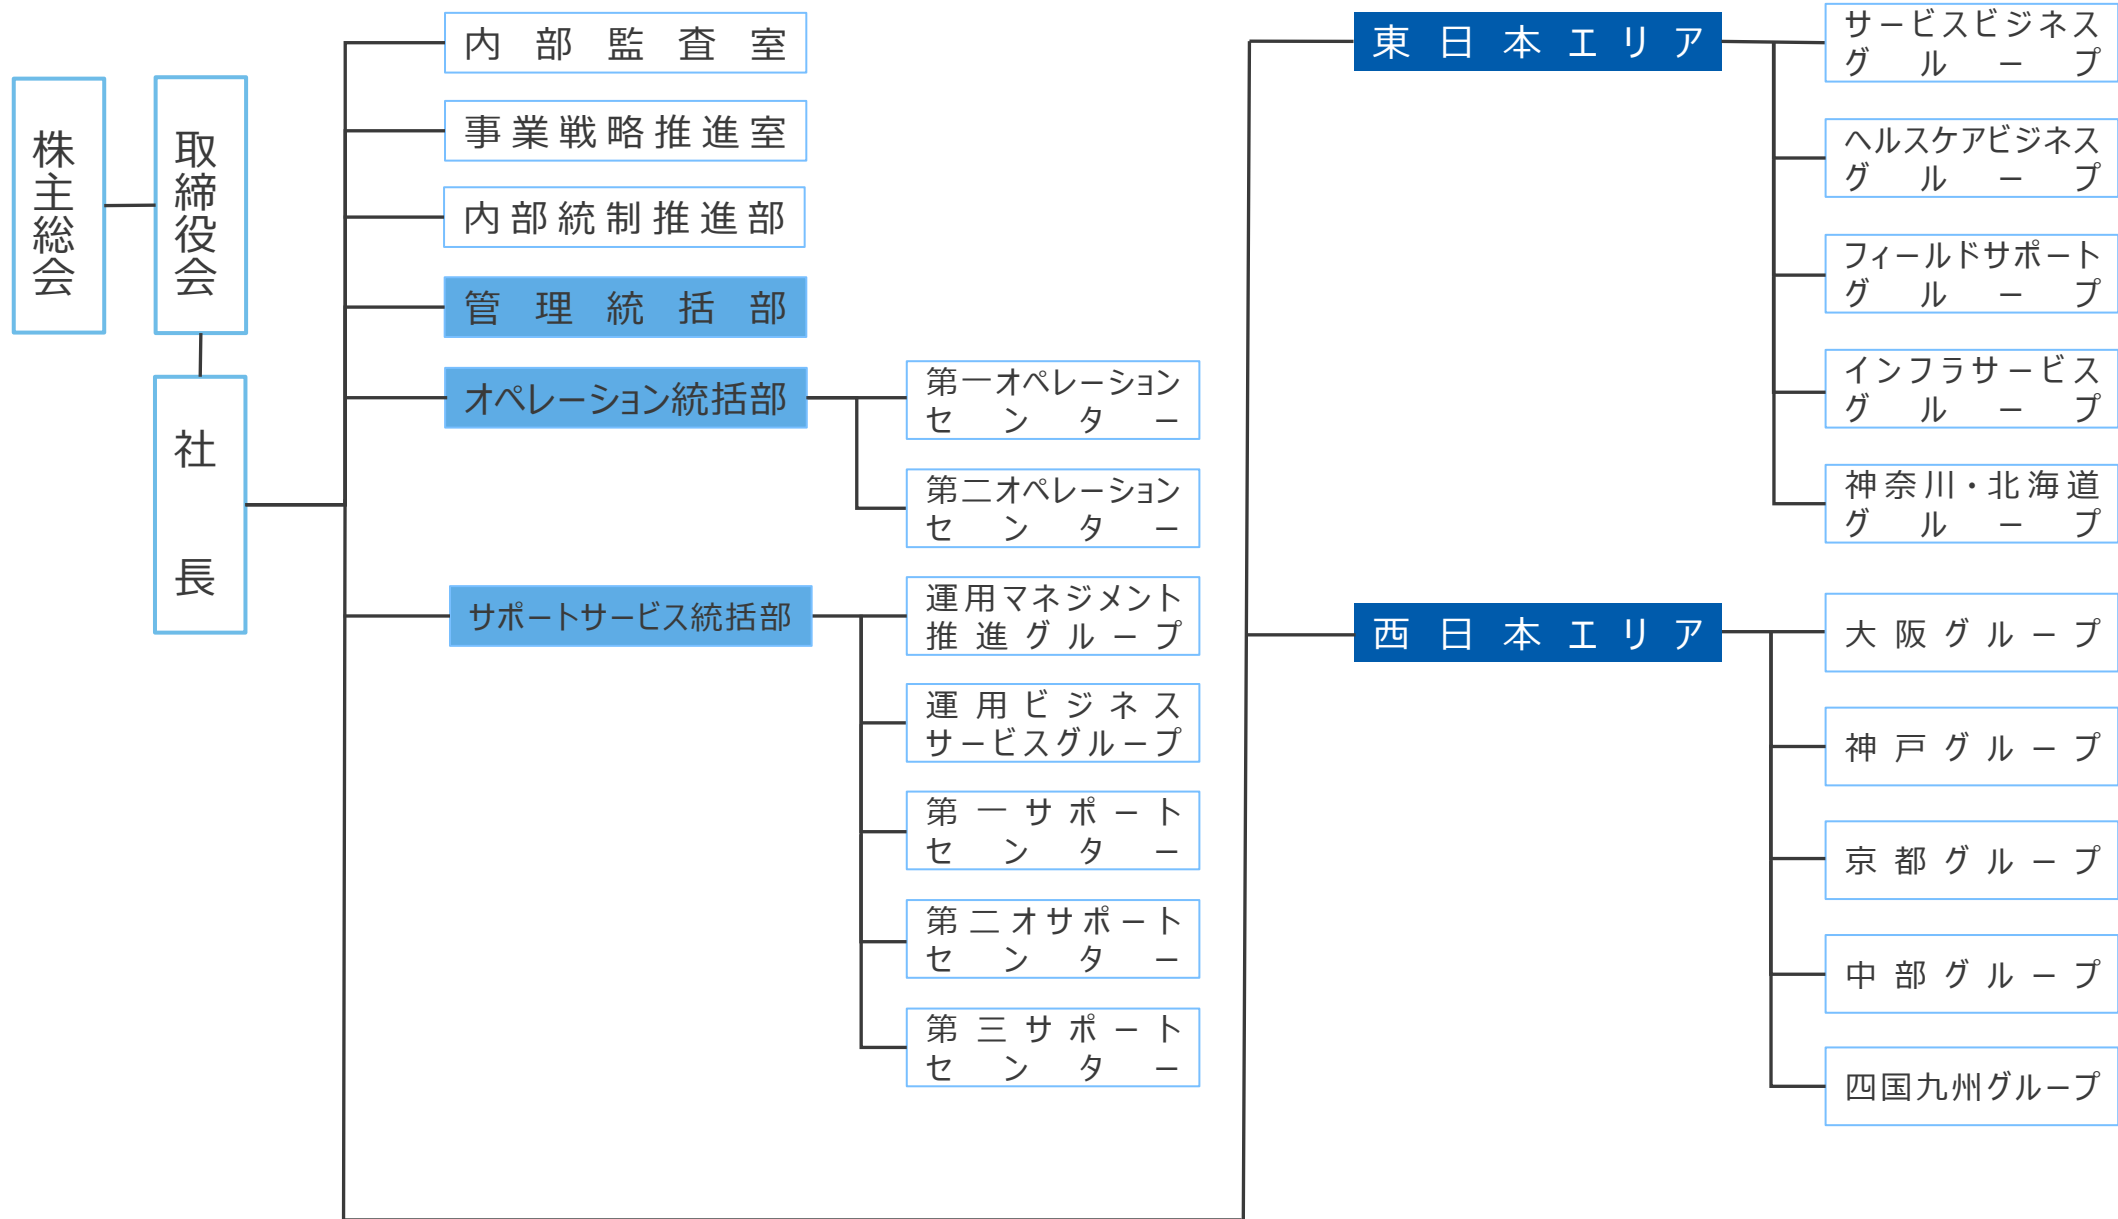 株主総会
取締役会
社長
内部監査室
事業戦略推進室
内部統制推進部
管理統括部
オペレーション統括部
第一オペレーション
センター
第二オペレーション
センター
サポートサービス統括部
運用マネジメント
推進グループ
運用ビジネス
サービスグループ
第一サポート
センター
第二オサポート
センター
第三サポート
センター
東日本エリア
サービスビジネス
グループ
ヘルスケアビジネス
グループ
フィールドサポート
グループ
インフラサービス
グループ
神奈川・北海道
グループ
西日本エリア
大阪グループ
神戸グループ
京都グループ
中部グループ
四国九州グループ